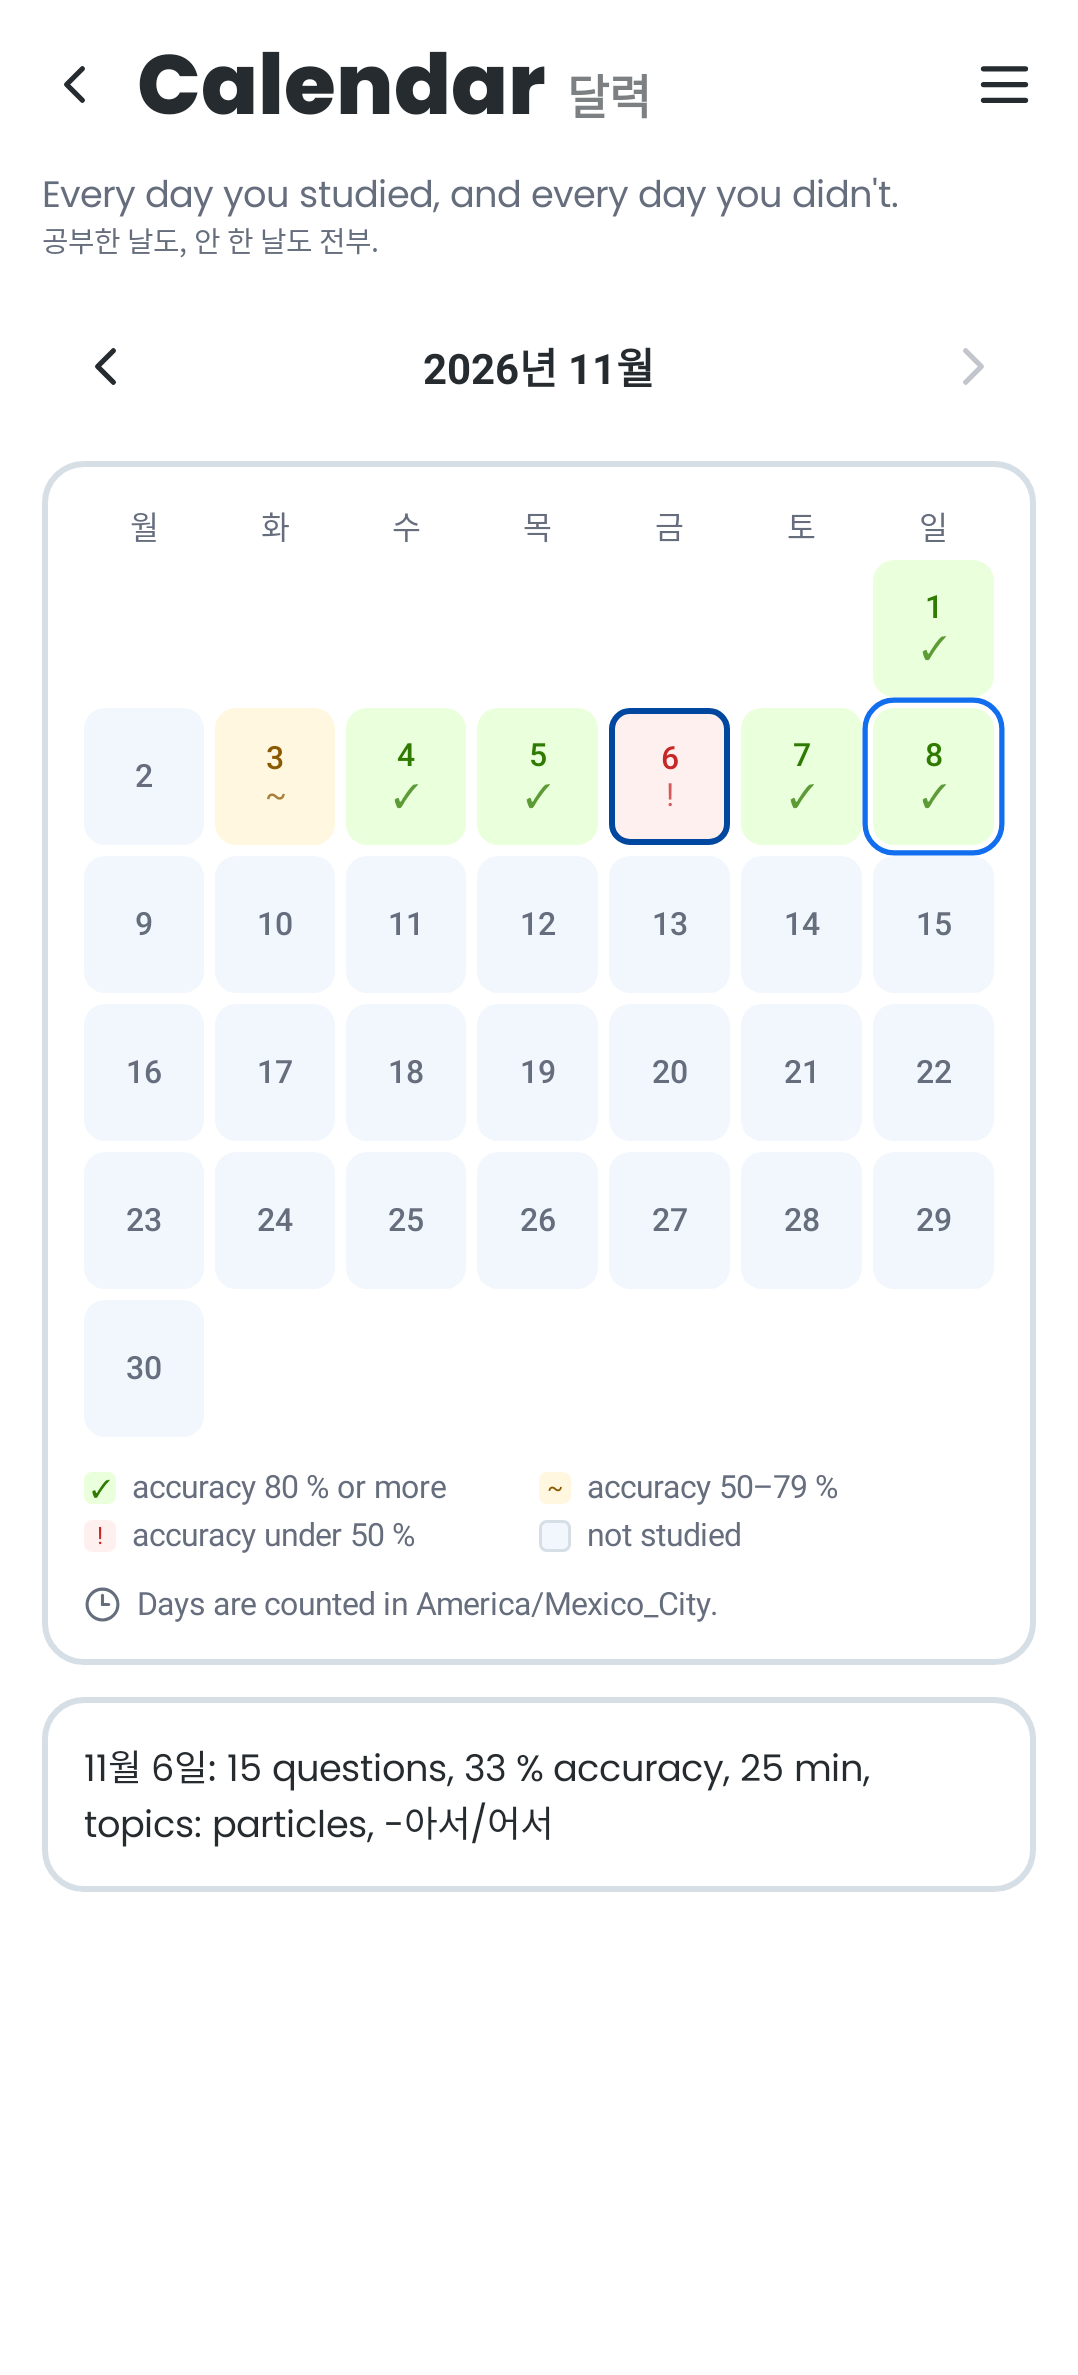 Calendar 달력
Every day you studied, and every day you didn't.
공부한 날도, 안 한 날도 전부.
2026년 11월
월 화 수 목 금 토 일
1
✓
2 3 4 5 6 7 8
~ ✓ ✓ ! ✓ ✓
9 10 11 12 13 14 15
16 17 18 19 20 21 22
23 24 25 26 27 28 29
30
✓ accuracy 80 % or more ~ accuracy 50–79 %
! accuracy under 50 % not studied
Days are counted in America/Mexico_City.
11월 6일: 15 questions, 33 % accuracy, 25 min,
topics: particles, -아서/어서